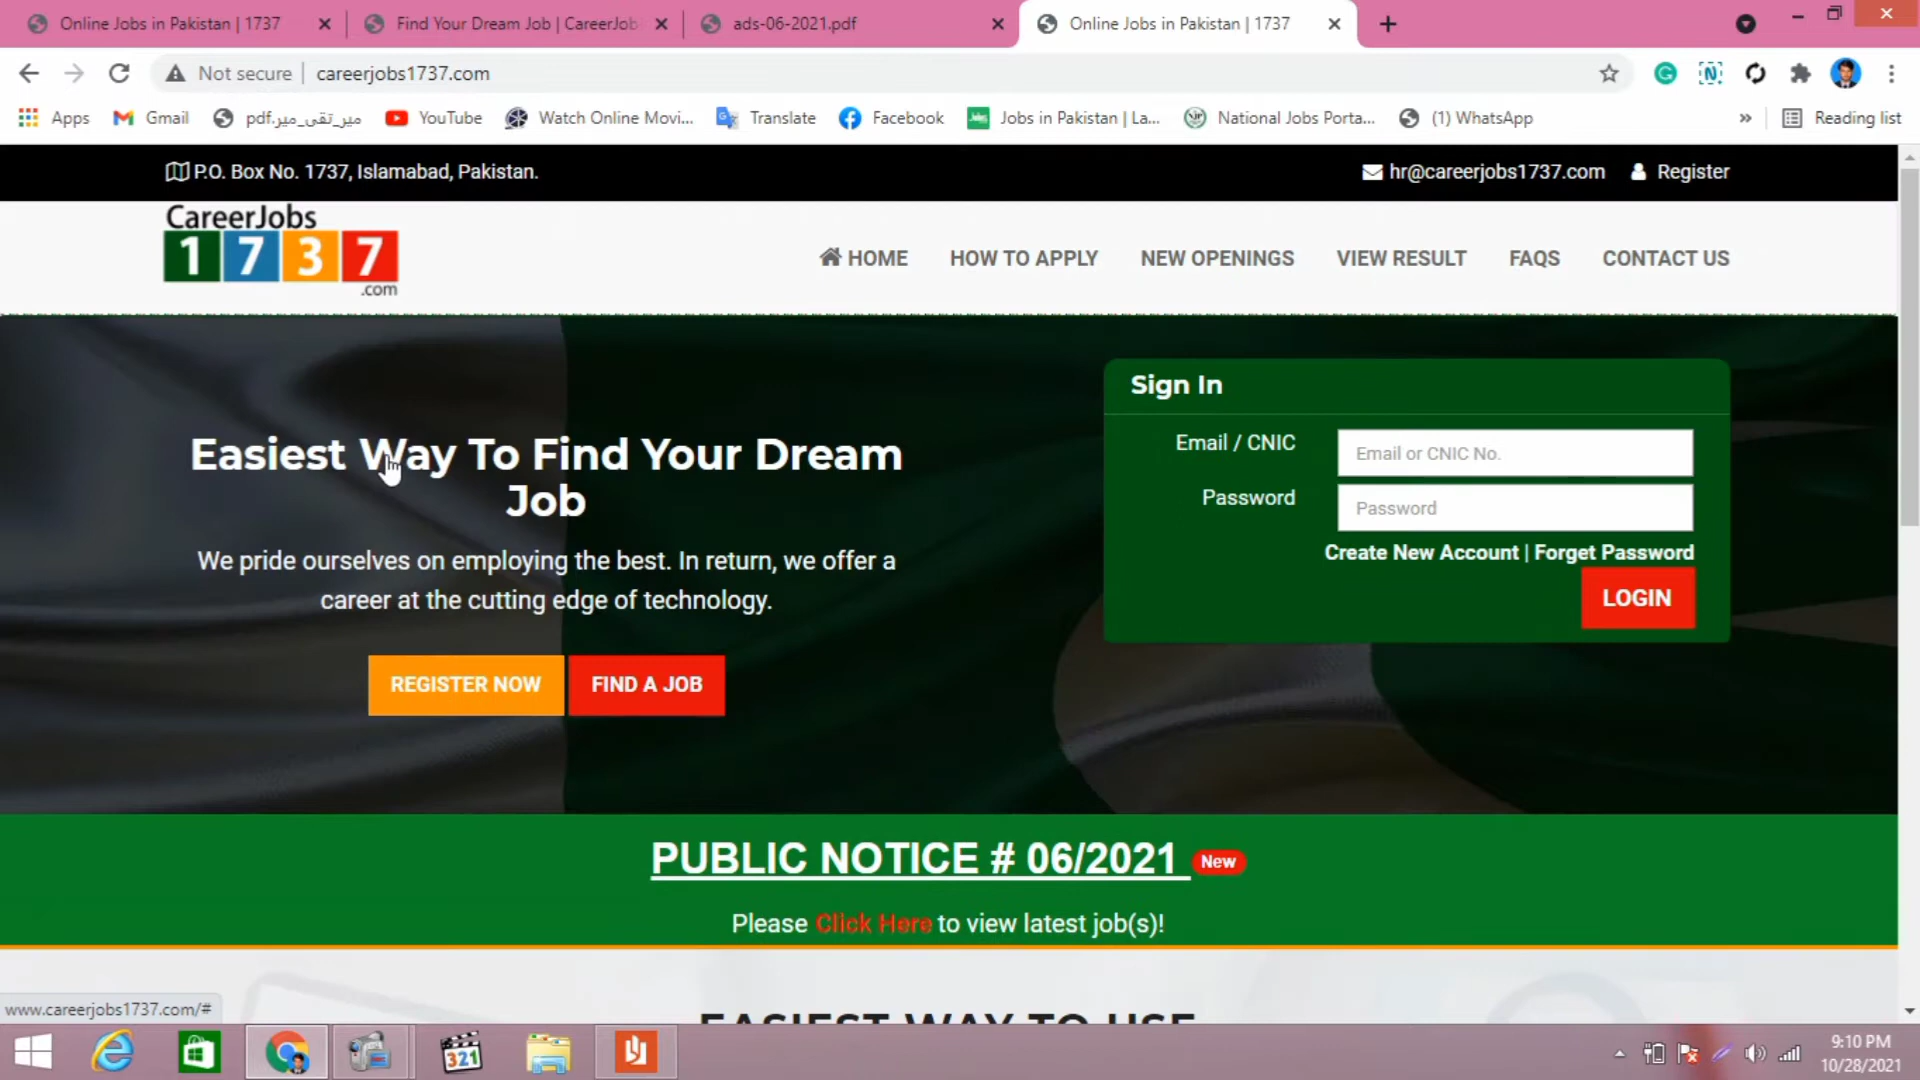 Online Jobs in Pakistan | 1737
Find Your Dream Job | CareerJob
ads-06-2021.pdf
Online Jobs in Pakistan | 1737
Not secure
careerjobs1737.com
Apps
Gmail
میر_تقی_میر.pdf
YouTube
Watch Online Movi...
Translate
Facebook
Jobs in Pakistan | La...
National Jobs Porta...
(1) WhatsApp
Reading list
P.O. Box No. 1737, Islamabad, Pakistan.
hr@careerjobs1737.com
Register
CareerJobs
1737
.com
HOME
HOW TO APPLY
NEW OPENINGS
VIEW RESULT
FAQS
CONTACT US
Easiest Way To Find Your Dream
Job
We pride ourselves on employing the best. In return, we offer a
career at the cutting edge of technology.
REGISTER NOW
FIND A JOB
Sign In
Email / CNIC
Email or CNIC No.
Password
Password
Create New Account | Forget Password
LOGIN
PUBLIC NOTICE # 06/2021
New
Please Click Here to view latest job(s)!
EASIEST WAY TO USE
www.careerjobs1737.com/#
321
9:10 PM
10/28/2021